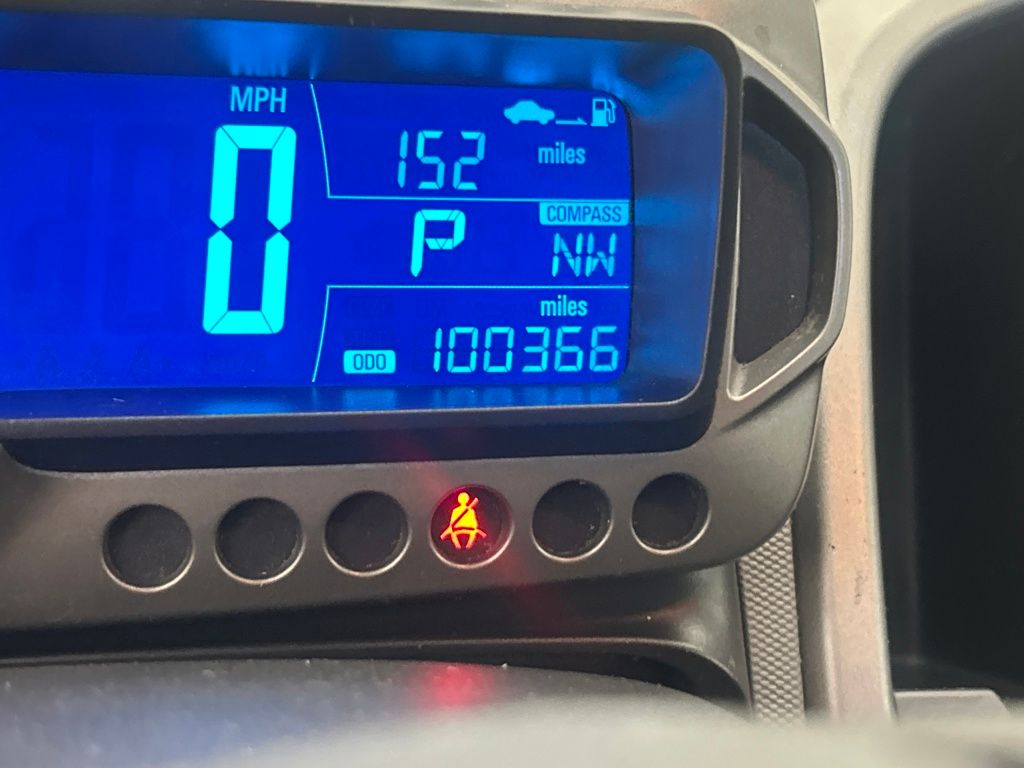 MPH
0
152 miles
P
COMPASS
NW
miles
ODO 100366